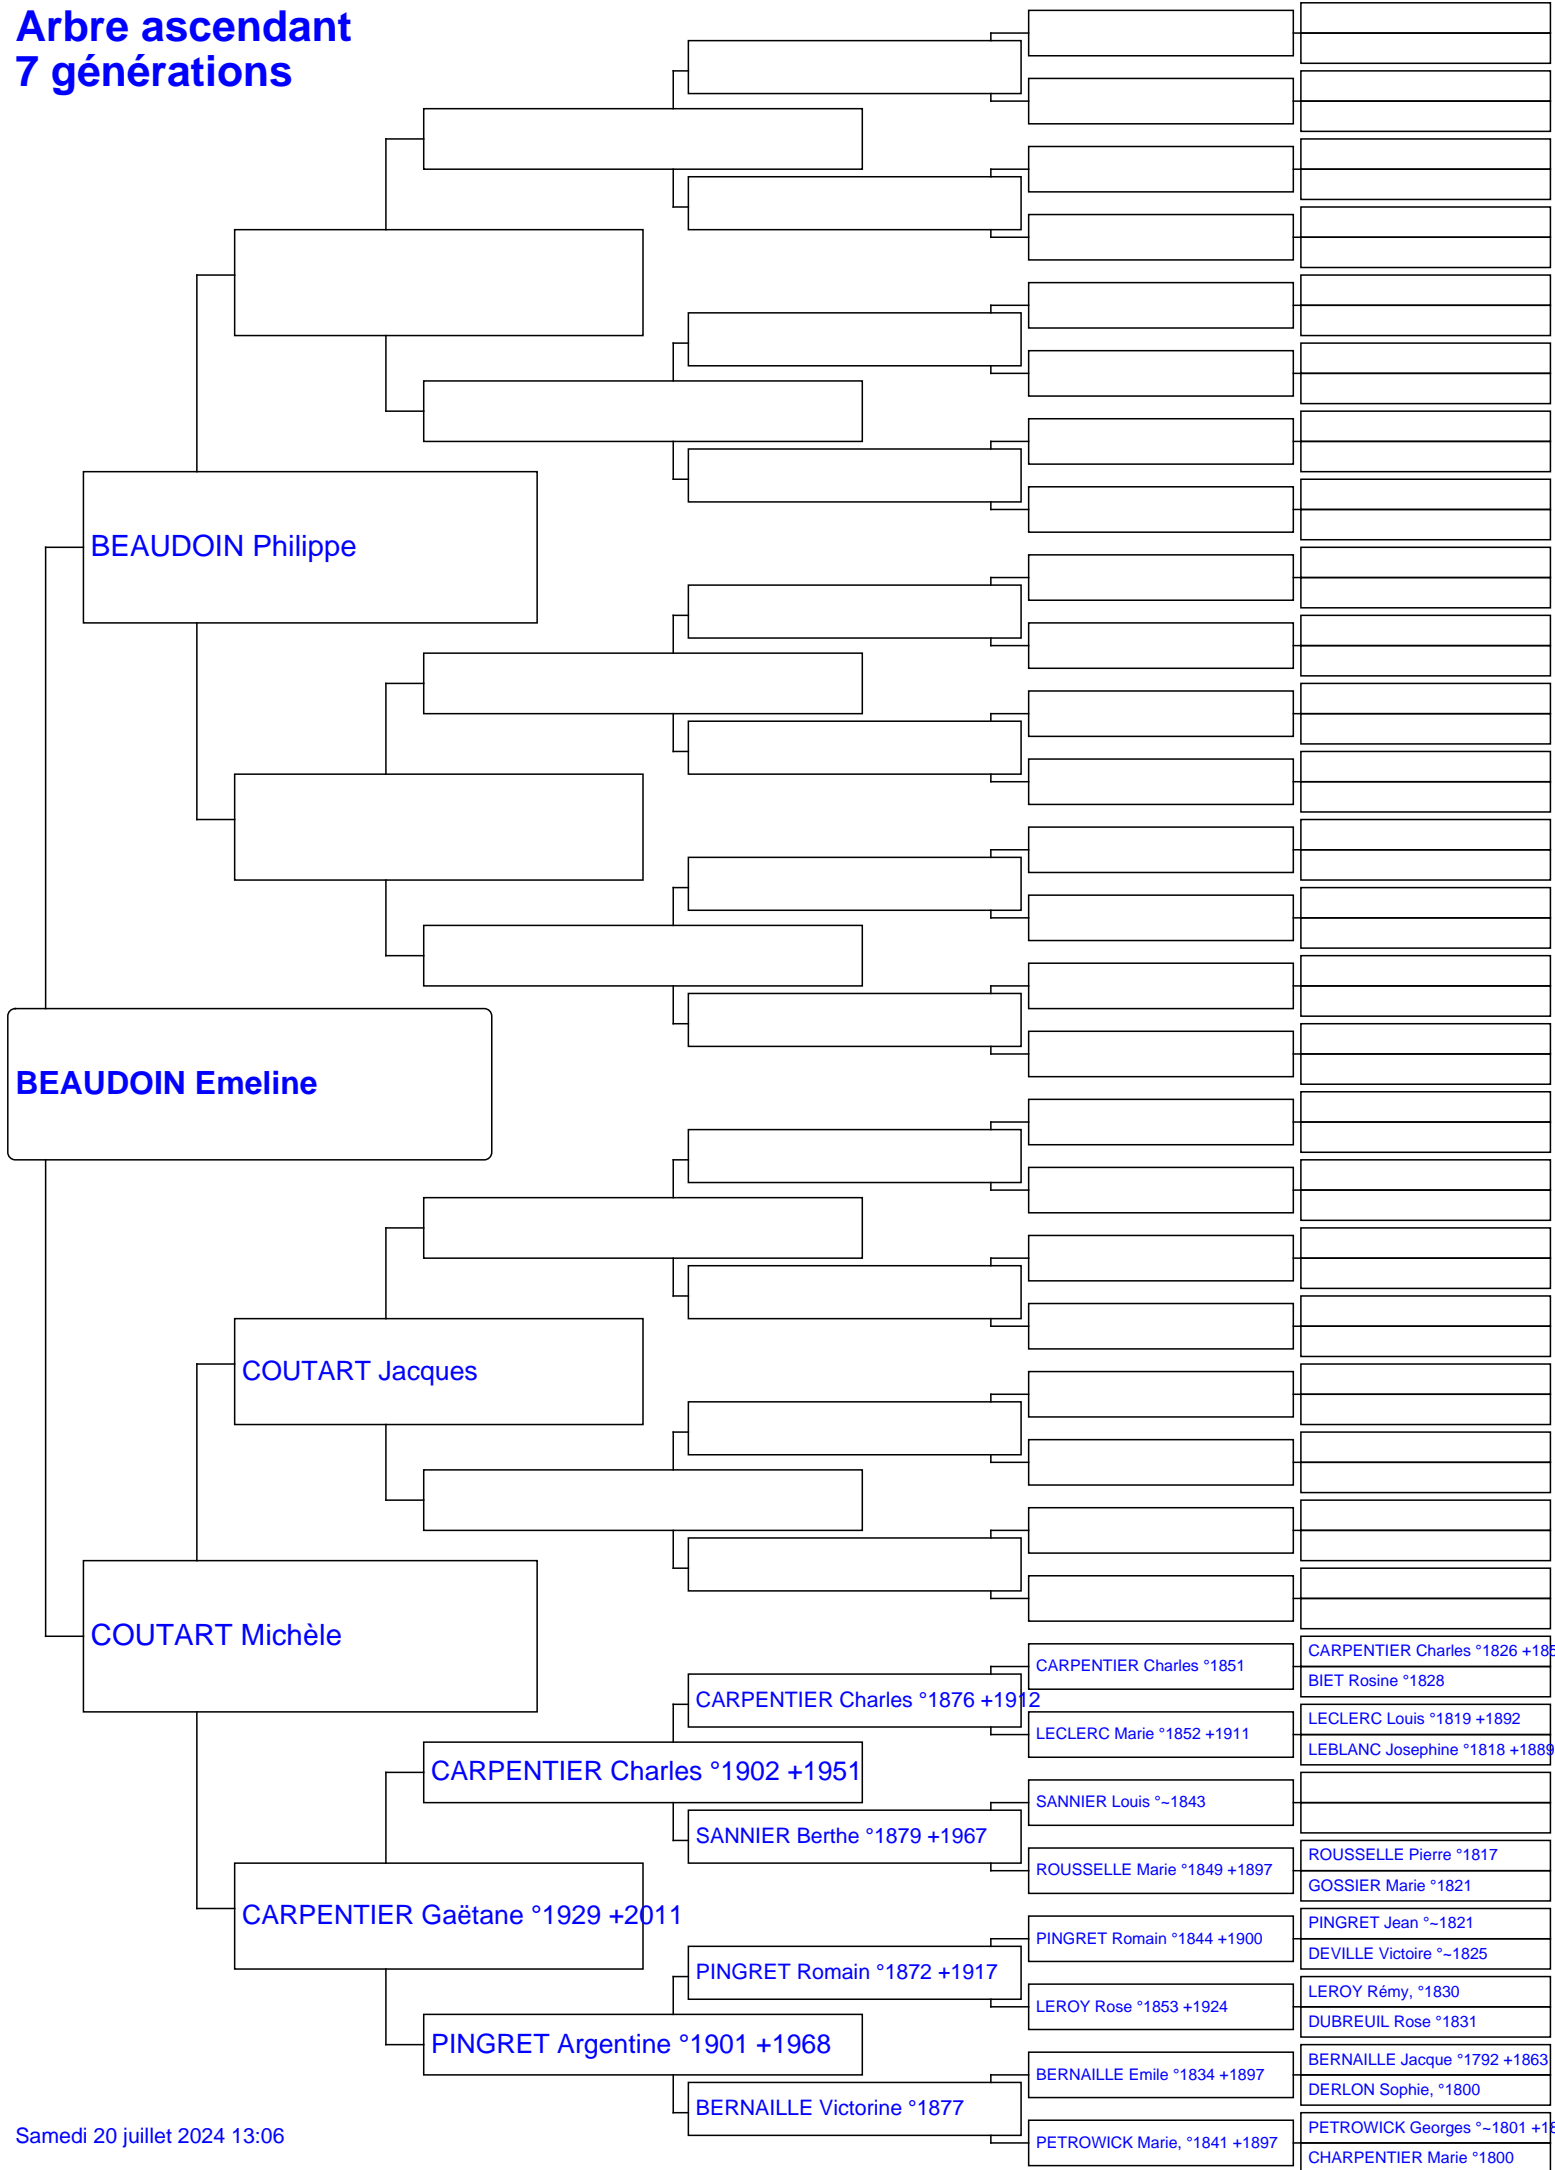 Arbre ascendant
7 générations
BEAUDOIN Philippe
BEAUDOIN Emeline
COUTART Jacques
COUTART Michèle
CARPENTIER Gaëtane °1929 +2011
CARPENTIER Charles °1902 +1951
PINGRET Argentine °1901 +1968
CARPENTIER Charles °1876 +1912
SANNIER Berthe °1879 +1967
PINGRET Romain °1872 +1917
BERNAILLE Victorine °1877
CARPENTIER Charles °1851
LECLERC Marie °1852 +1911
SANNIER Louis °~1843
ROUSSELLE Marie °1849 +1897
PINGRET Romain °1844 +1900
LEROY Rose °1853 +1924
BERNAILLE Emile °1834 +1897
PETROWICK Marie, °1841 +1897
CARPENTIER Charles °1826
BIET Rosine °1828
LECLERC Louis °1819 +1892
LEBLANC Josephine °1818 +1889
ROUSSELLE Pierre °1817
GOSSIER Marie °1821
PINGRET Jean °~1821
DEVILLE Victoire °~1825
LEROY Rémy, °1830
DUBREUIL Rose °1831
BERNAILLE Jacque °1792 +1863
DERLON Sophie, °1800
PETROWICK Georges °~1801
CHARPENTIER Marie °1800
Samedi 20 juillet 2024 13:06